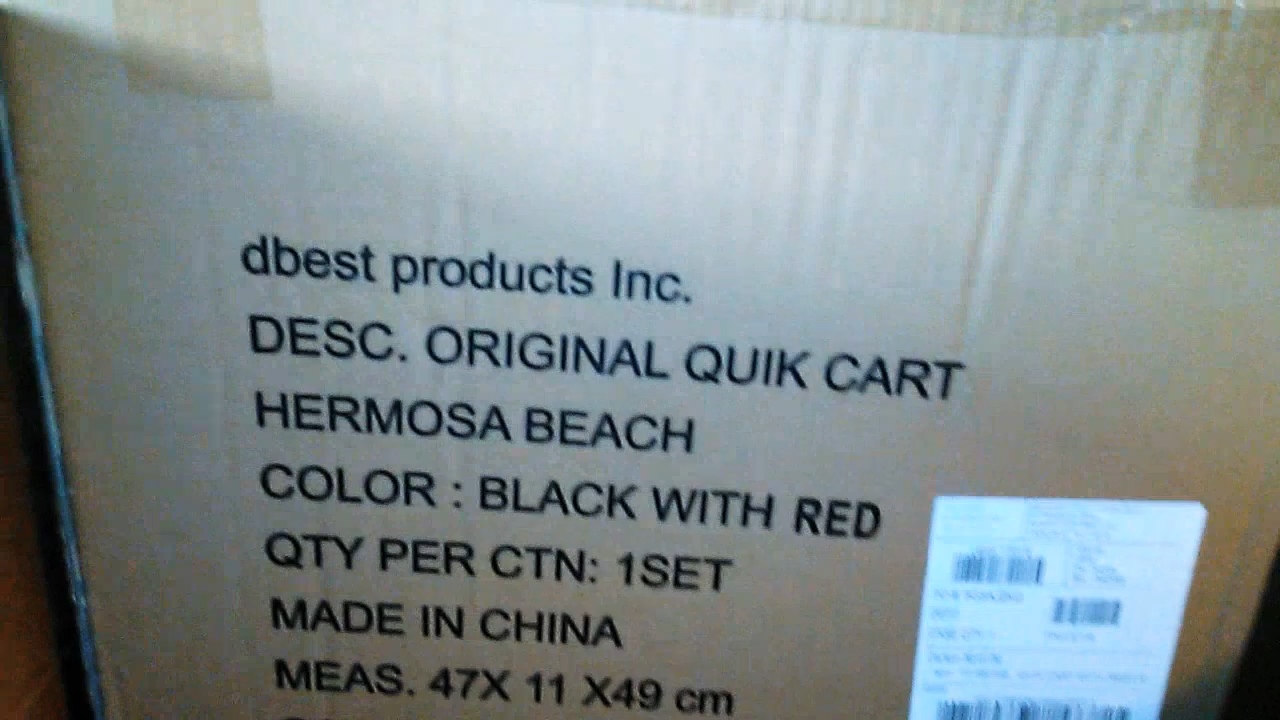 dbest products Inc.
DESC. ORIGINAL QUIK CART
HERMOSA BEACH
COLOR : BLACK WITH RED
QTY PER CTN: 1SET
MADE IN CHINA
MEAS. 47X 11 X49 cm